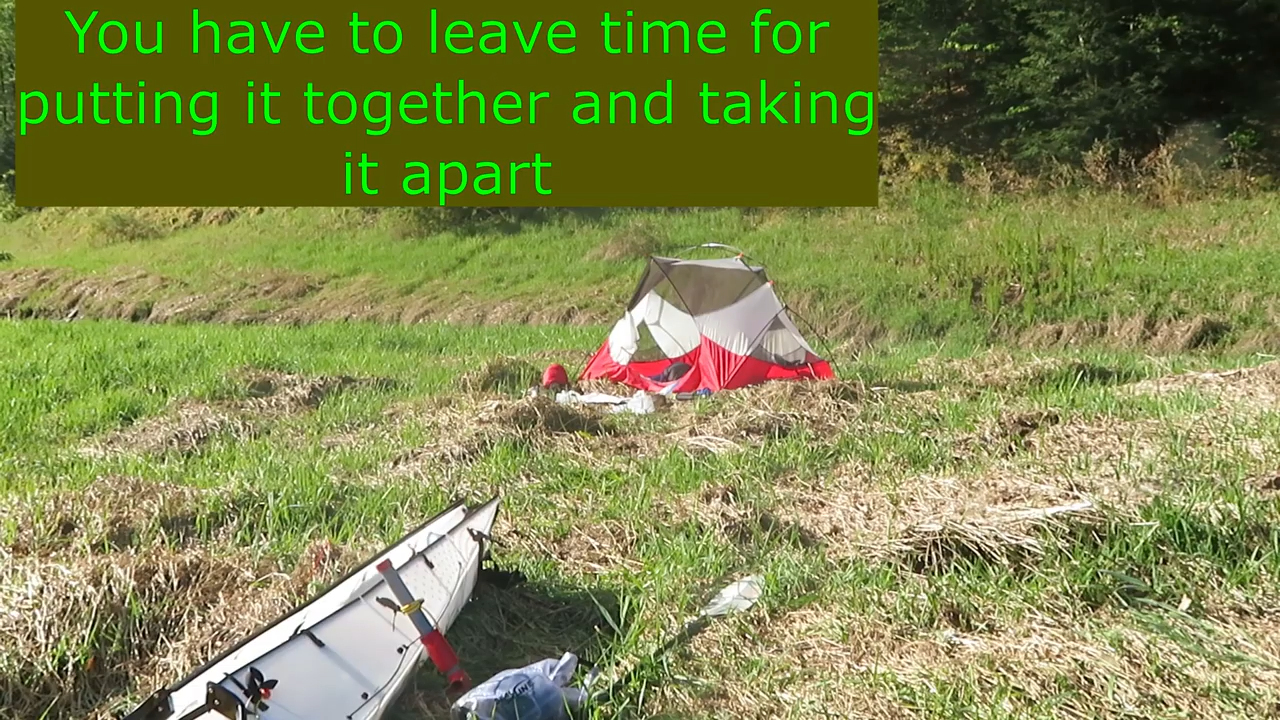 You have to leave time for
putting it together and taking
it apart